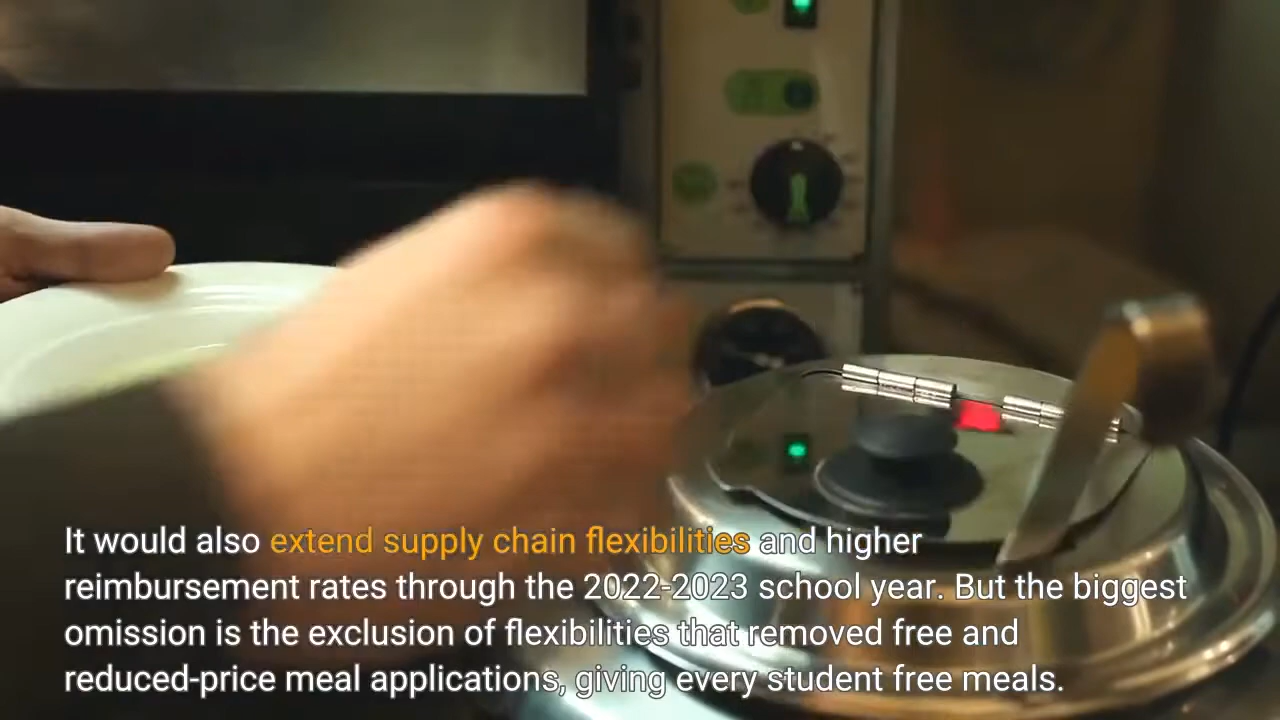 It would also extend supply chain flexibilities and higher
reimbursement rates through the 2022-2023 school year. But the biggest
omission is the exclusion of flexibilities that removed free and
reduced-price meal applications, giving every student free meals.